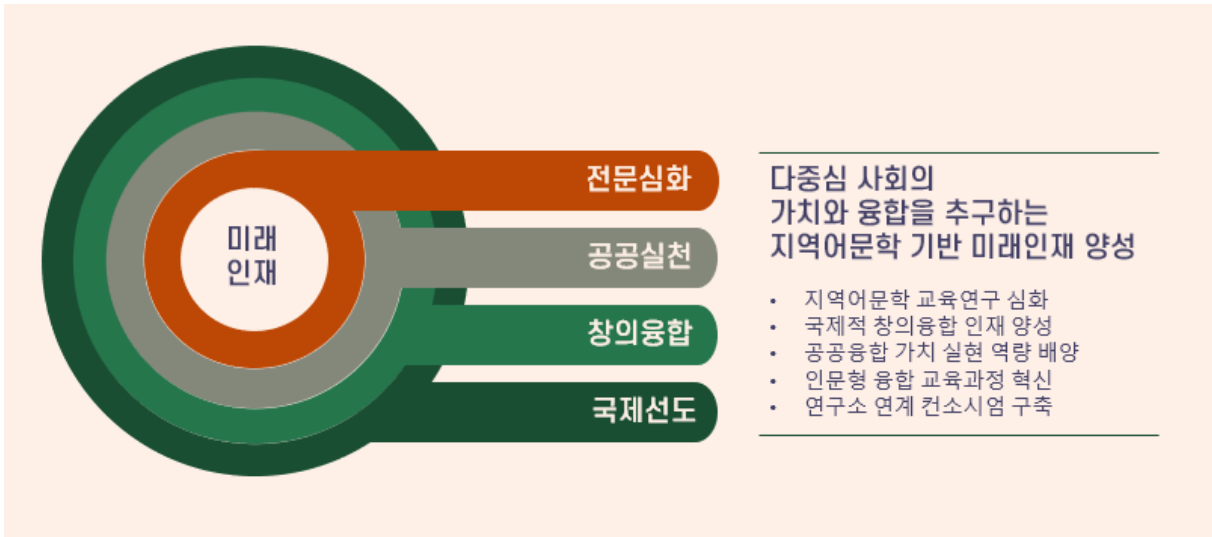 미래
인재
전문심화
공공실천
창의융합
국제선도
다중심 사회의
가치와 융합을 추구하는
지역어문학 기반 미래인재 양성
• 지역어문학 교육연구 심화
• 국제적 창의융합 인재 양성
• 공공융합 가치 실현 역량 배양
• 인문형 융합 교육과정 혁신
• 연구소 연계 컨소시엄 구축